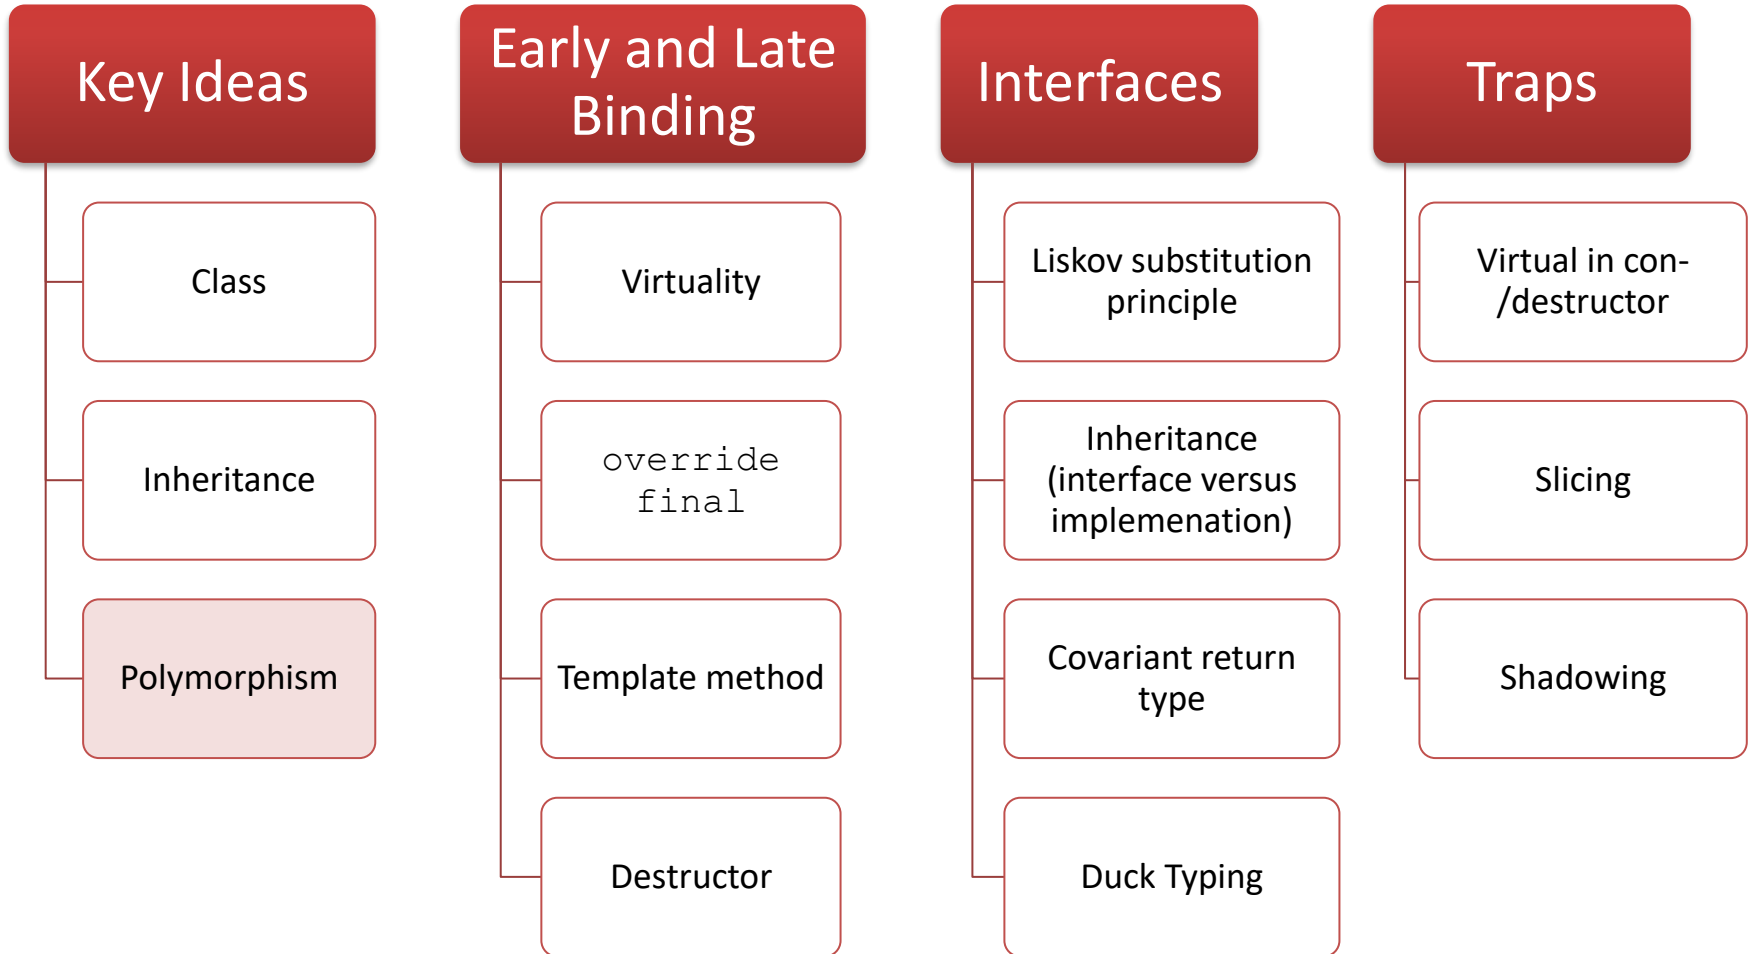 Key Ideas
Class
Inheritance
Polymorphism
Early and Late
Binding
Virtuality
override
final
Template method
Destructor
Interfaces
Liskov substitution
principle
Inheritance
(interface versus
implemenation)
Covariant return
type
Duck Typing
Traps
Virtual in con-
/destructor
Slicing
Shadowing